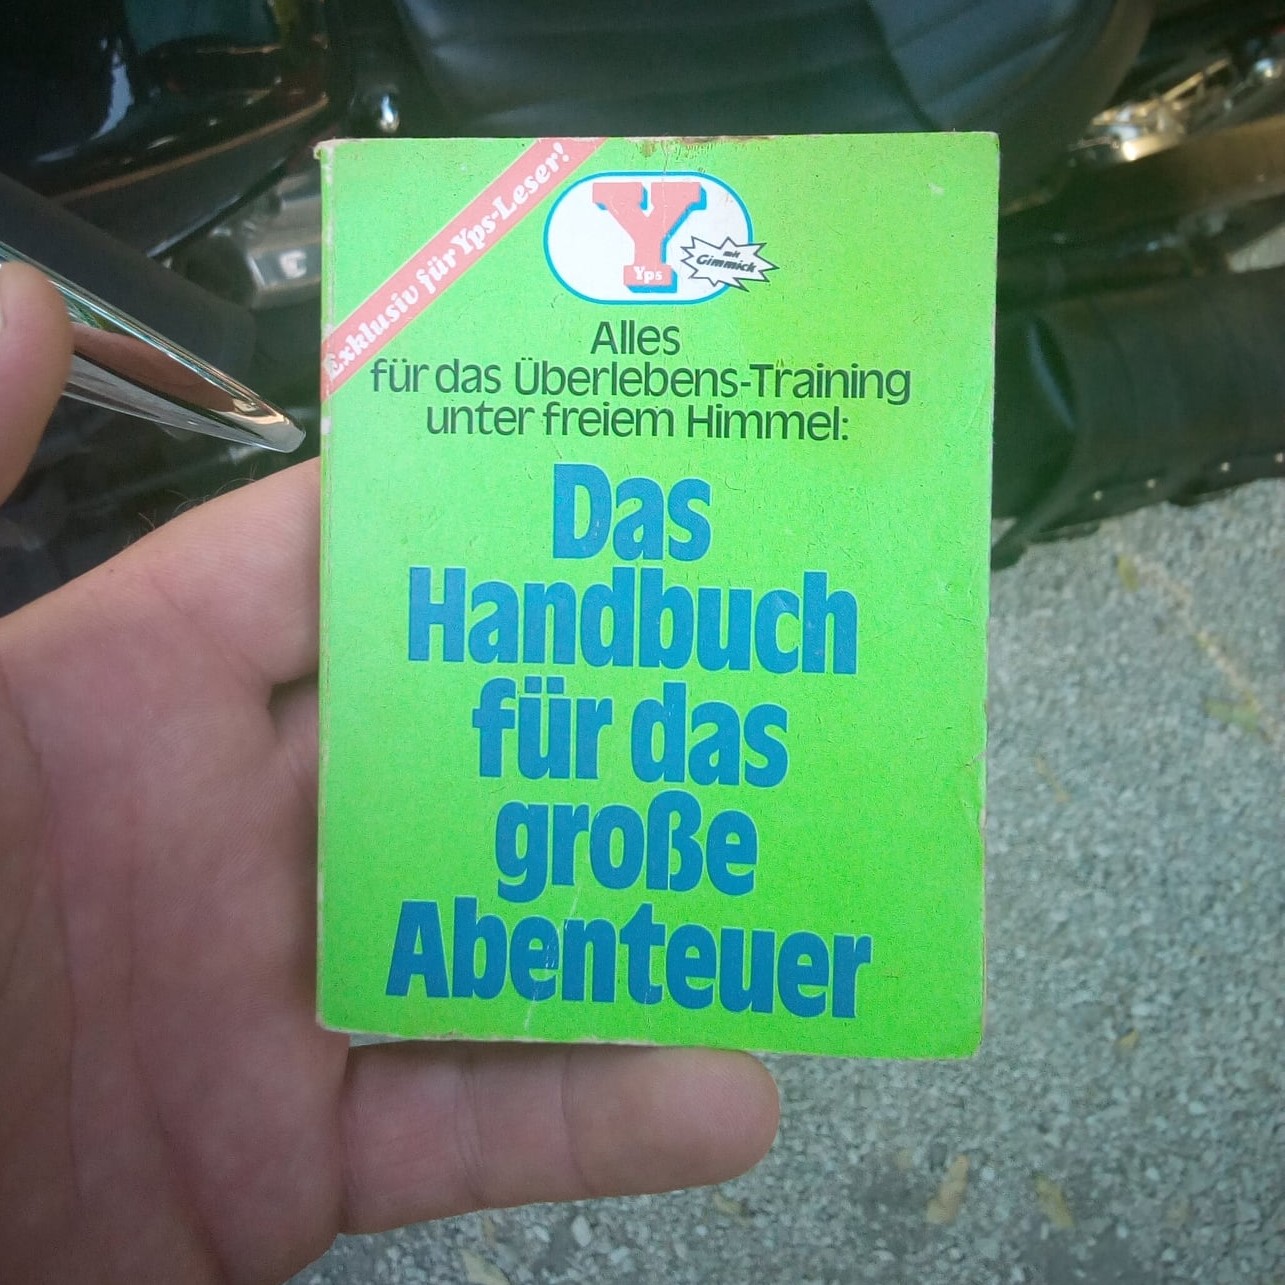 Exklusiv für Yps-Leser!
Y
Yps
mit
Gimmick
Alles
für das Überlebens-Training
unter freiem Himmel:
Das
Handbuch
für das
große
Abenteuer